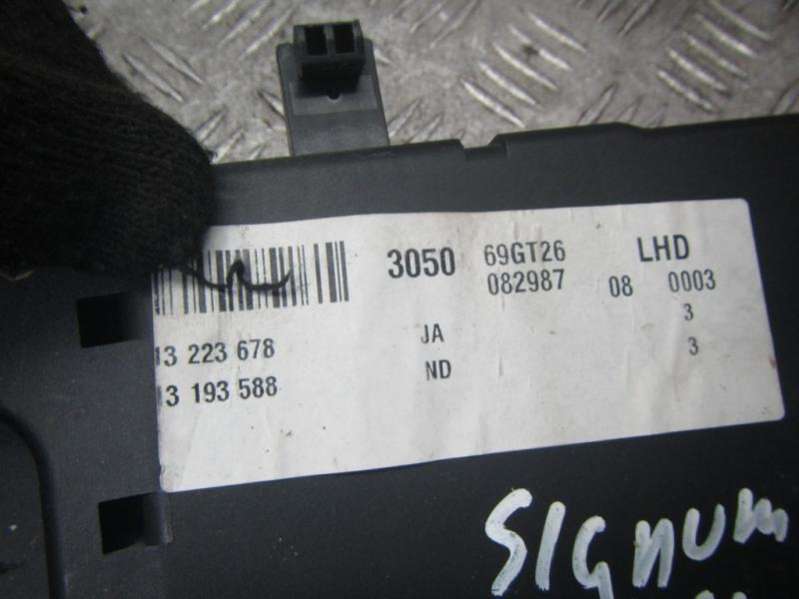 3050 69GT26 LHD
082987 08 0003
13 223 678 JA 3
13 193 588 ND 3
SIGNUM